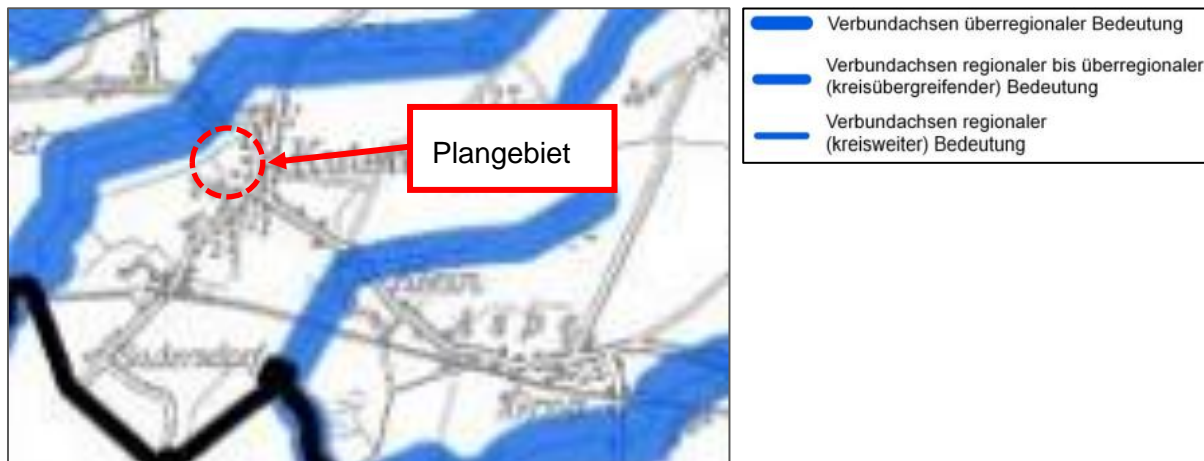 Plangebiet
Verbundachsen überregionaler Bedeutung
Verbundachsen regionaler bis überregionaler
(kreisübergreifender) Bedeutung
Verbundachsen regionaler
(kreisweiter) Bedeutung